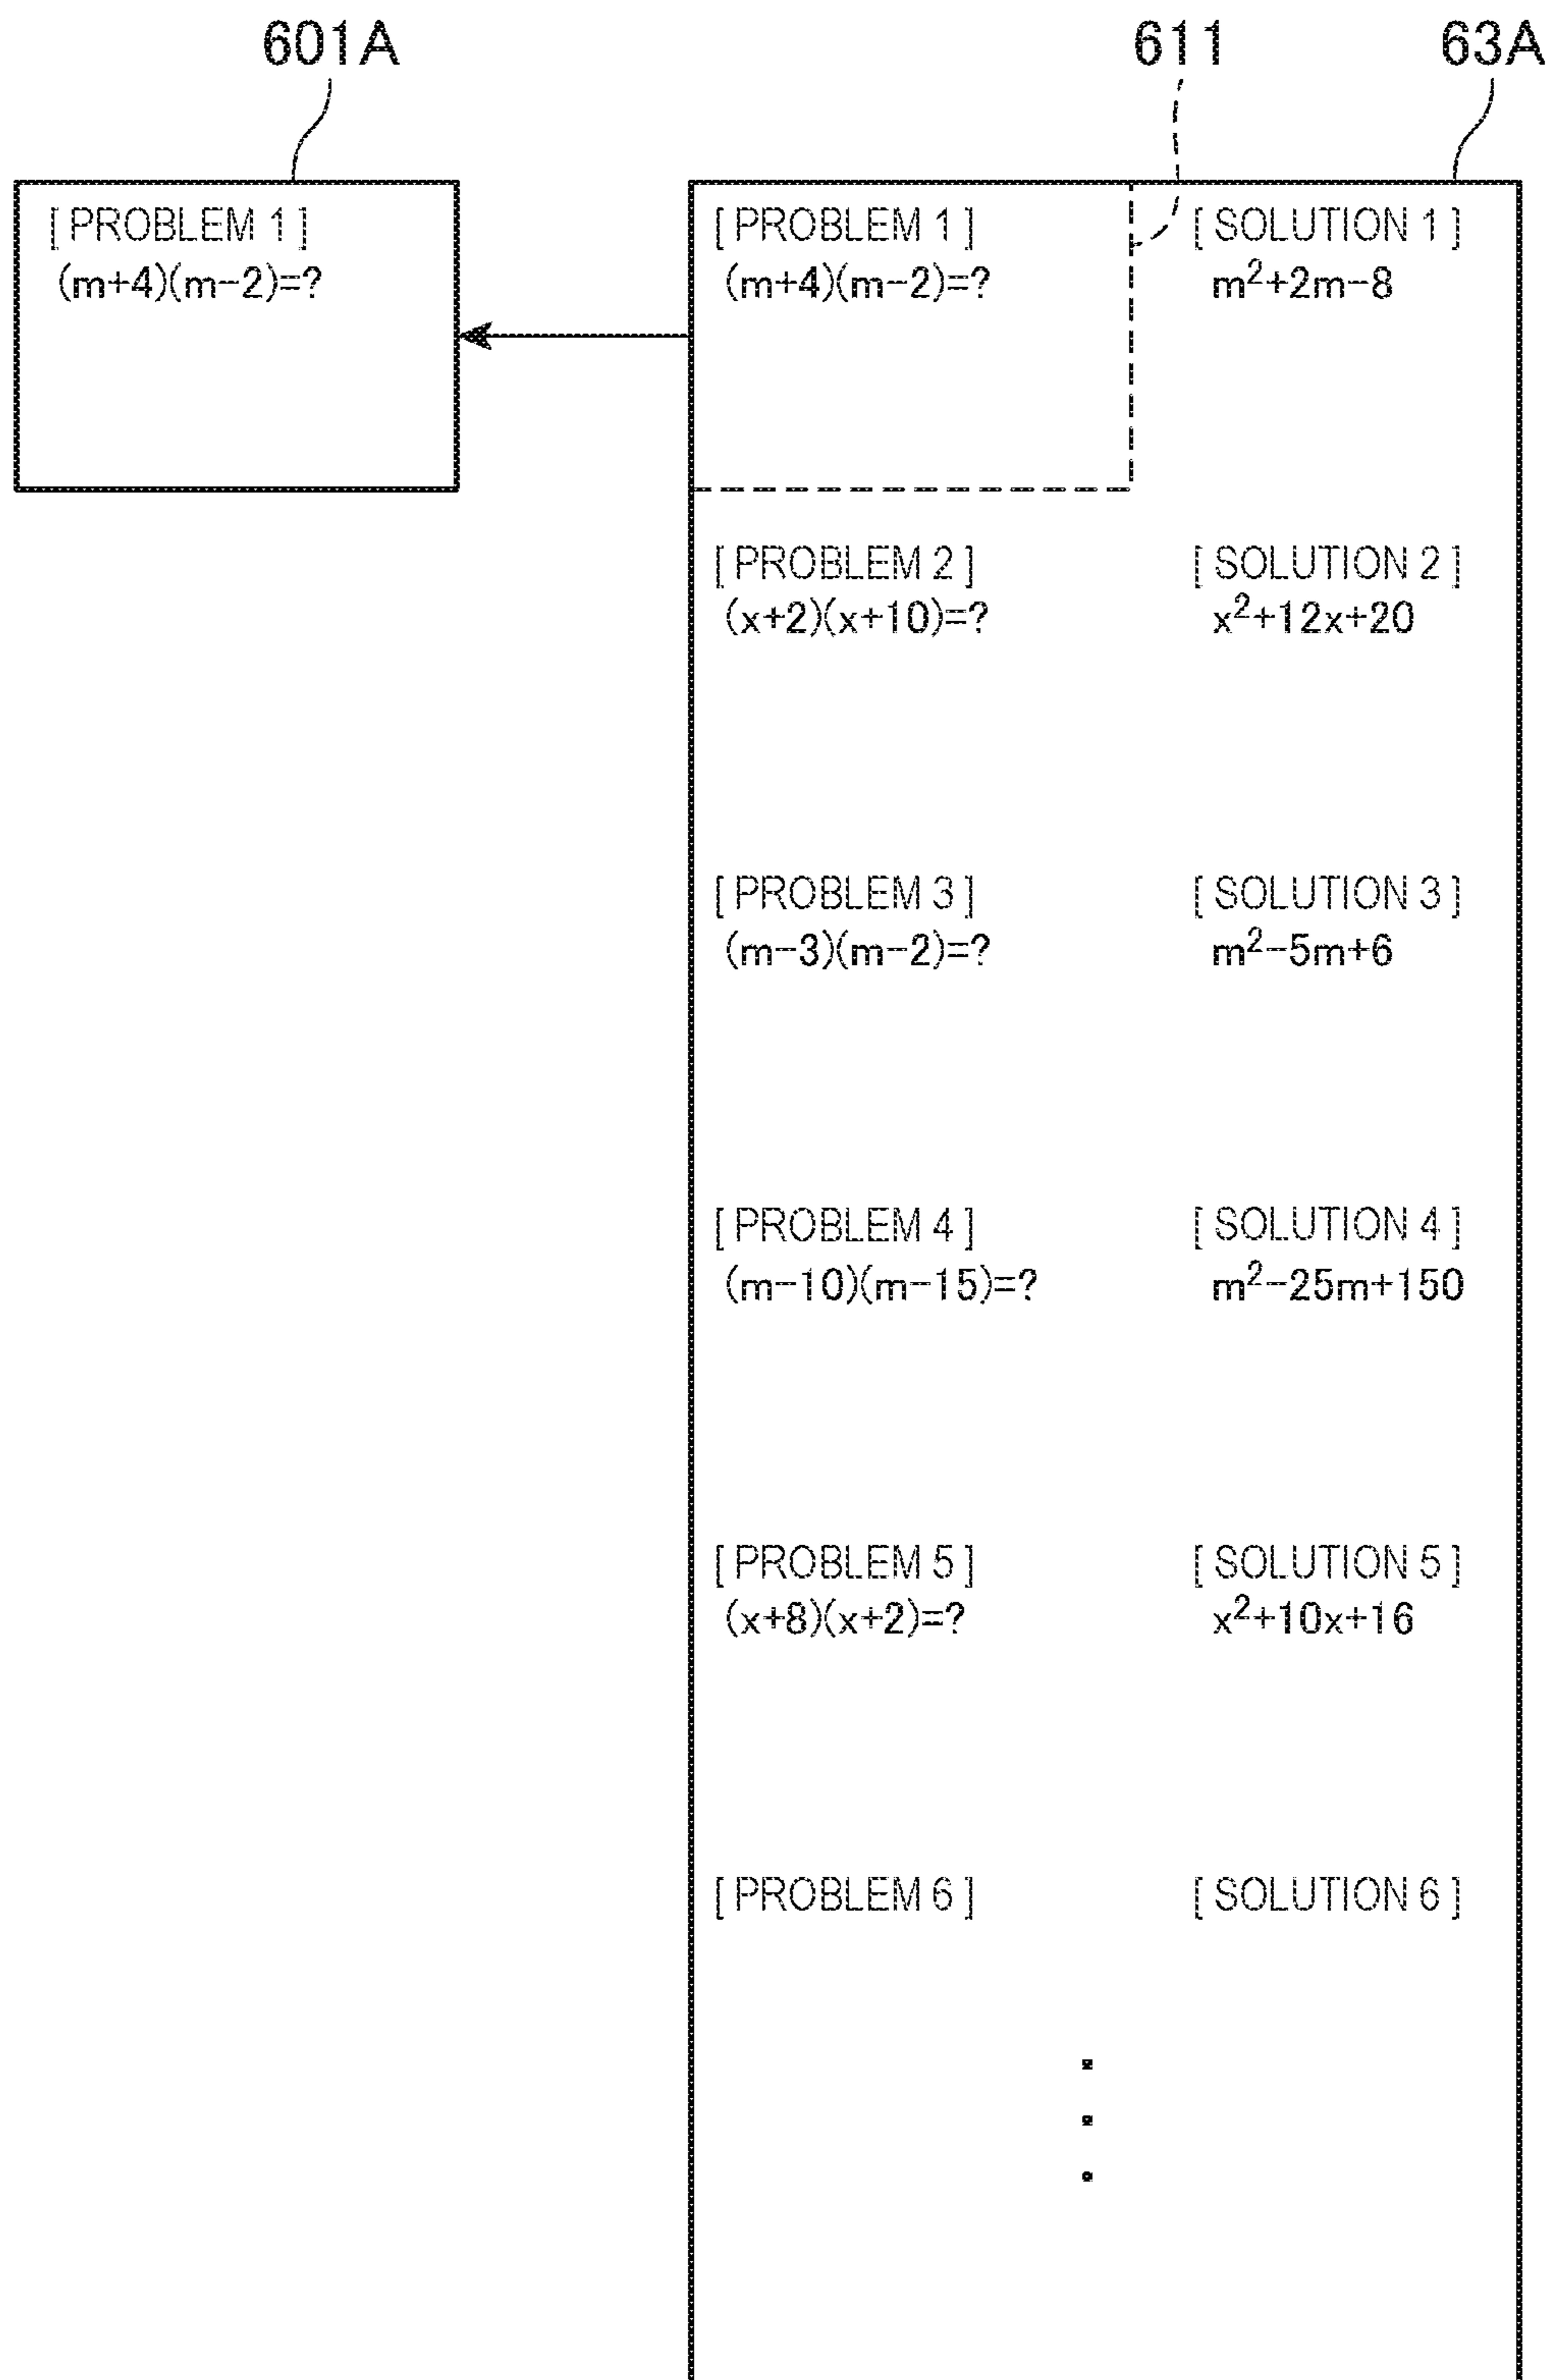 601A
611
63A
[ PROBLEM 1 ]
(m+4)(m-2)=?
[ PROBLEM 1 ]
(m+4)(m-2)=?
[ SOLUTION 1 ]
m²+2m-8
[ PROBLEM 2 ]
(x+2)(x+10)=?
[ SOLUTION 2 ]
x²+12x+20
[ PROBLEM 3 ]
(m-3)(m-2)=?
[ SOLUTION 3 ]
m²-5m+6
[ PROBLEM 4 ]
(m-10)(m-15)=?
[ SOLUTION 4 ]
m²-25m+150
[ PROBLEM 5 ]
(x+8)(x+2)=?
[ SOLUTION 5 ]
x²+10x+16
[ PROBLEM 6 ]
[ SOLUTION 6 ]